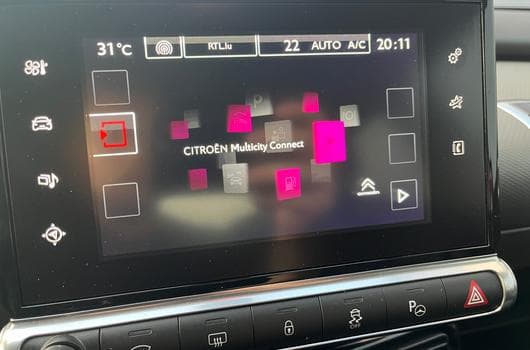 31°C RTL.lu 22 AUTO A/C 20:11
P
CITROËN Multicity Connect
P